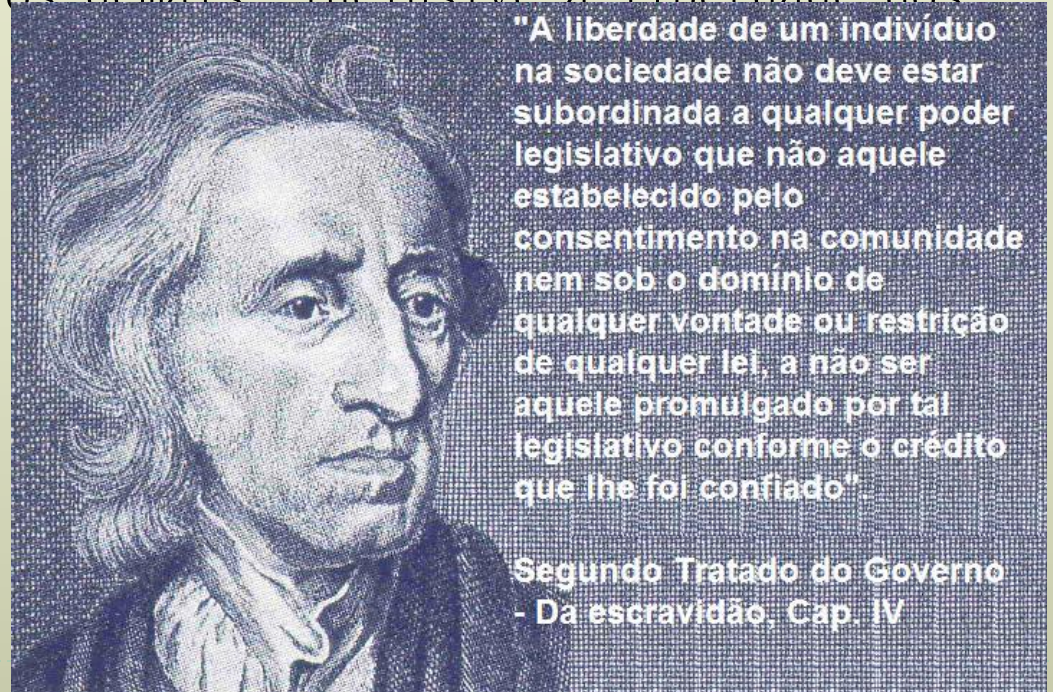 "A liberdade de um indivíduo
na sociedade não deve estar
subordinada a qualquer poder
legislativo que não aquele
estabelecido pelo
consentimento na comunidade
nem sob o domínio de
qualquer vontade ou restrição
de qualquer lei, a não ser
aquele promulgado por tal
legislativo conforme o crédito
que lhe foi confiado".
Segundo Tratado do Governo
- Da escravidão, Cap. IV